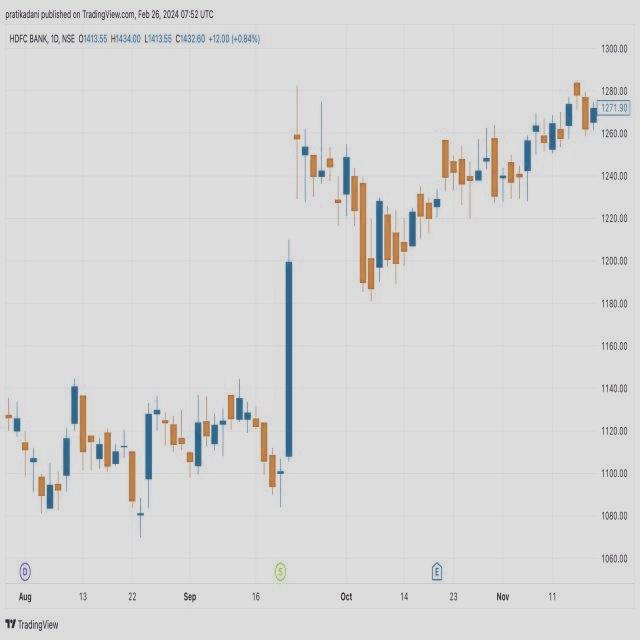 pratikadani published on TradingView.com, Feb 26, 2024 07:52 UTC
HDFC BANK, 1D, NSE O1413.55 H1434.00 L1413.55 C1432.60 +12.00 (+0.84%)
1300.00
1280.00
1271.90
1260.00
1240.00
1220.00
1200.00
1180.00
1160.00
1140.00
1120.00
1100.00
1080.00
1060.00
D S E
Aug 13 22 Sep 16 Oct 14 23 Nov 11
TradingView